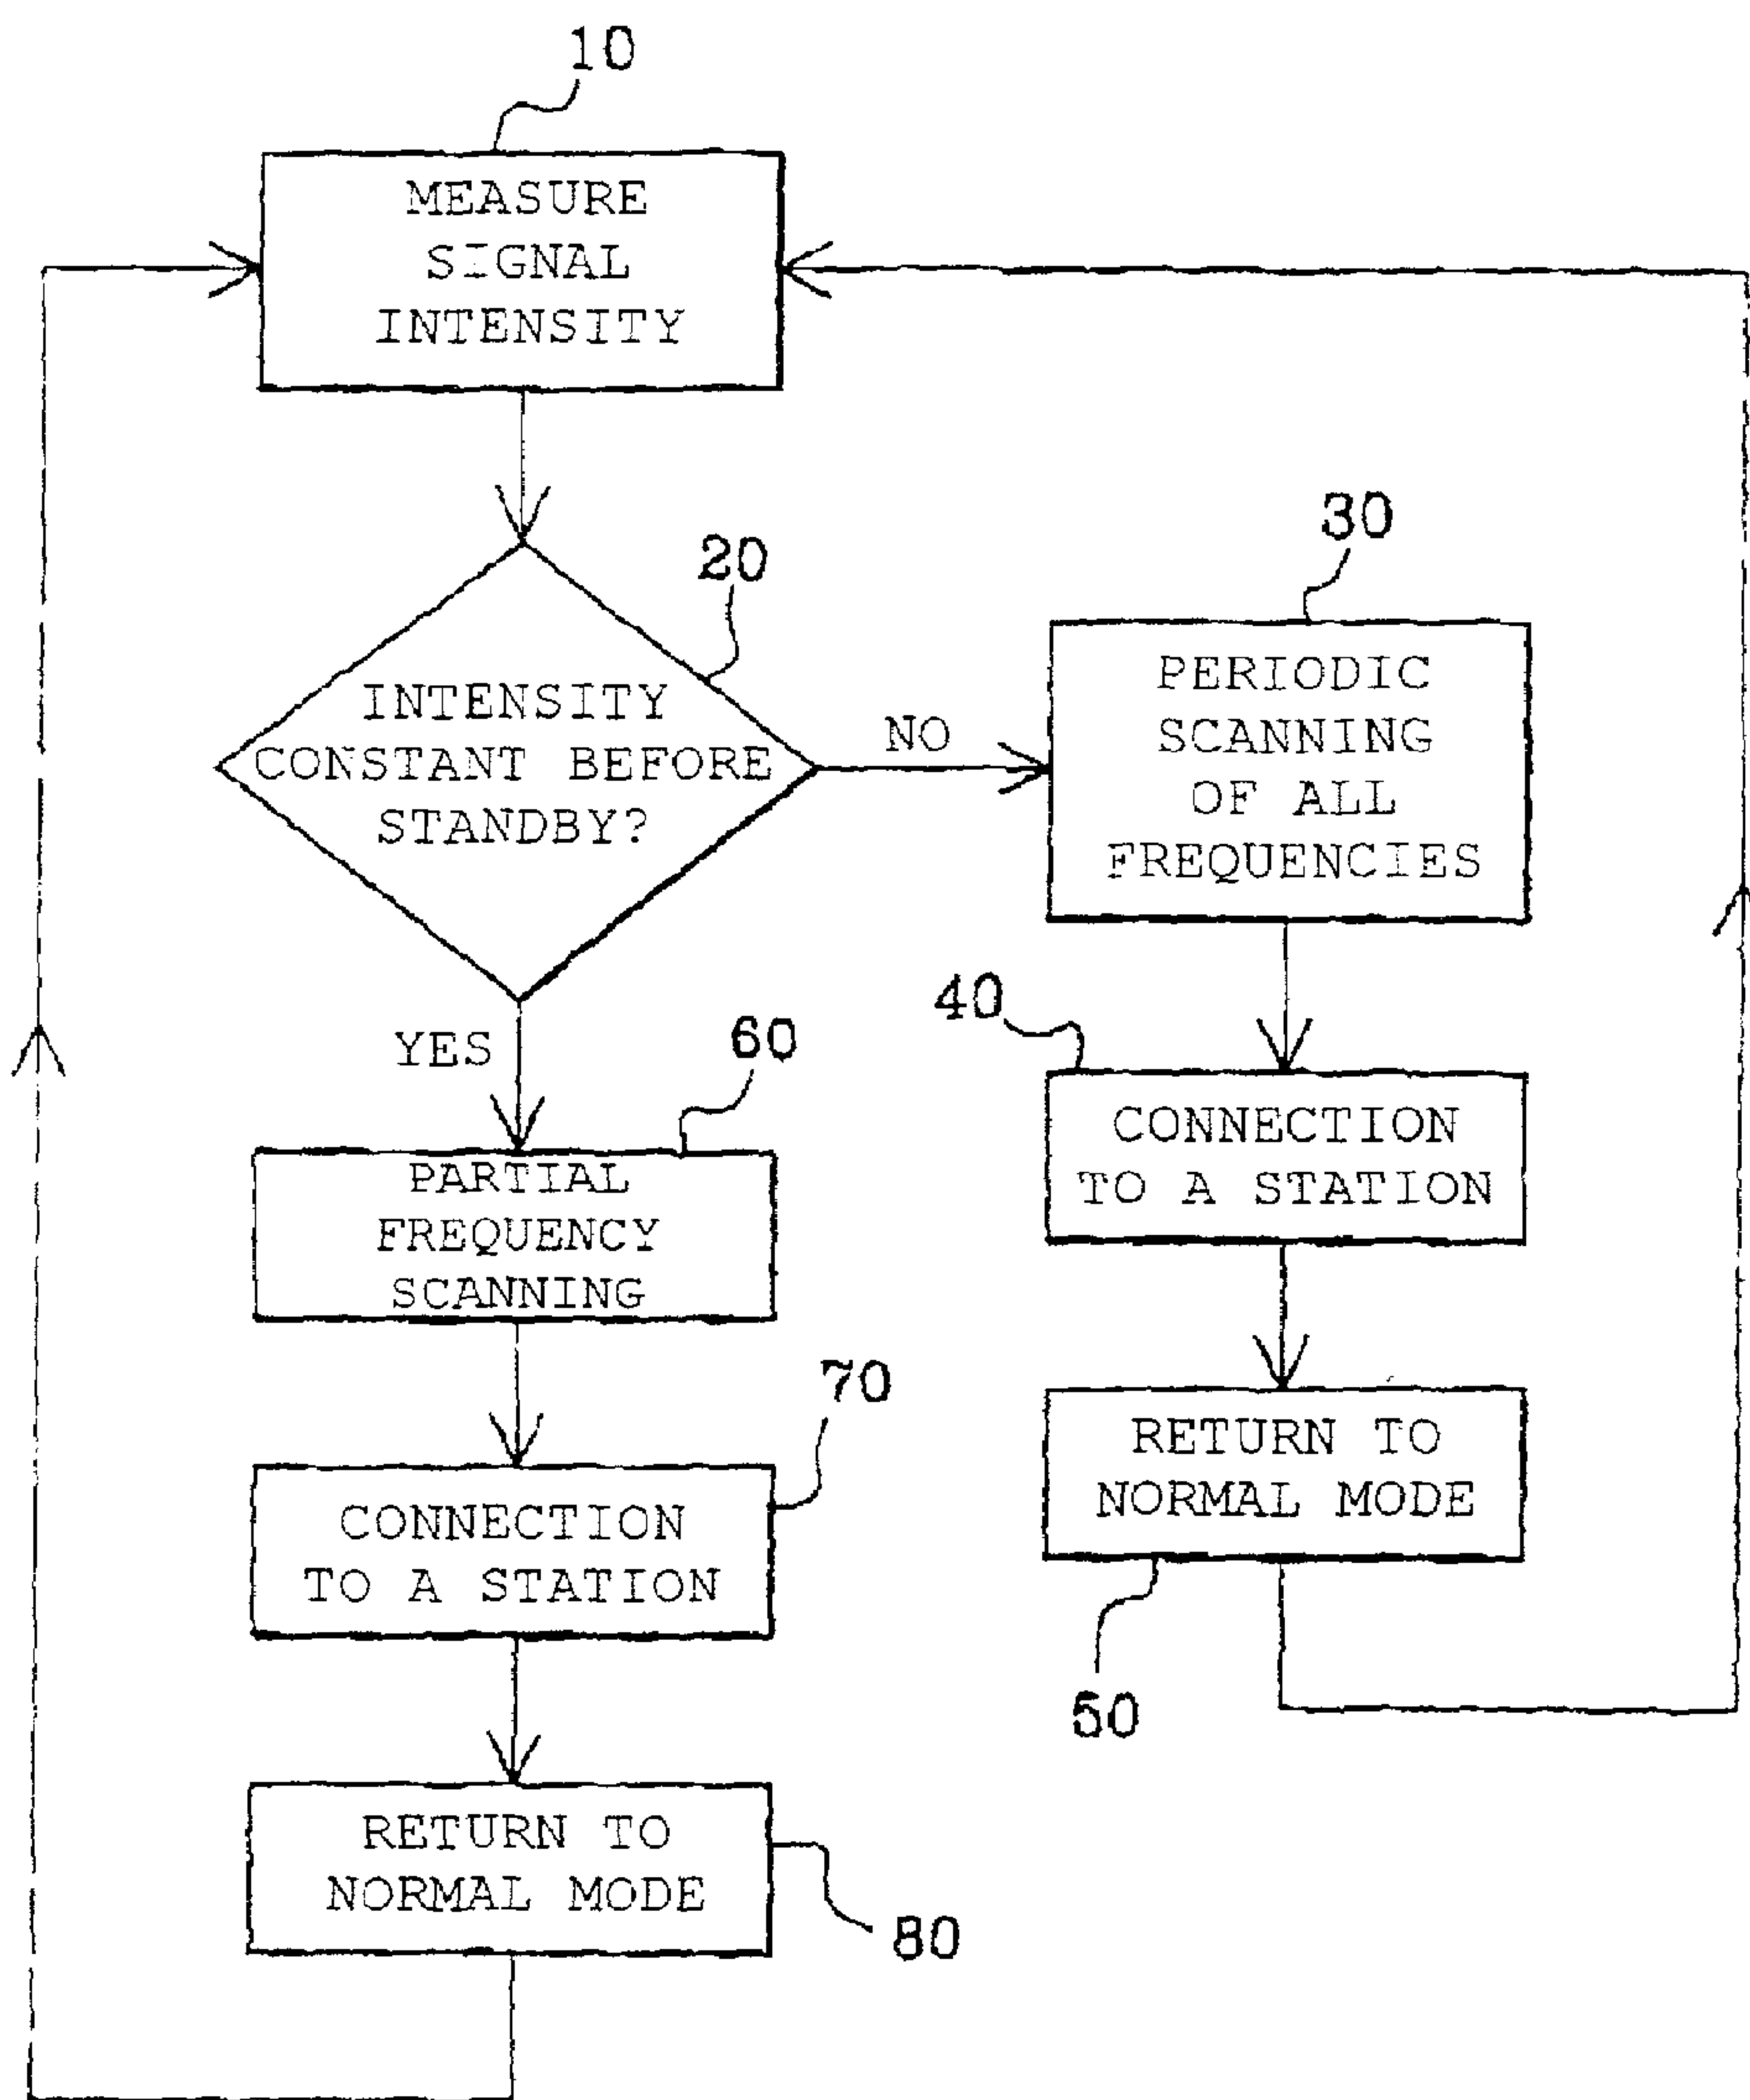 10
MEASURE
SIGNAL
INTENSITY
20
INTENSITY
CONSTANT BEFORE
STANDBY?
NO
30
PERIODIC
SCANNING
OF ALL
FREQUENCIES
40
CONNECTION
TO A STATION
RETURN TO
NORMAL MODE
50
YES
60
PARTIAL
FREQUENCY
SCANNING
70
CONNECTION
TO A STATION
RETURN TO
NORMAL MODE
80